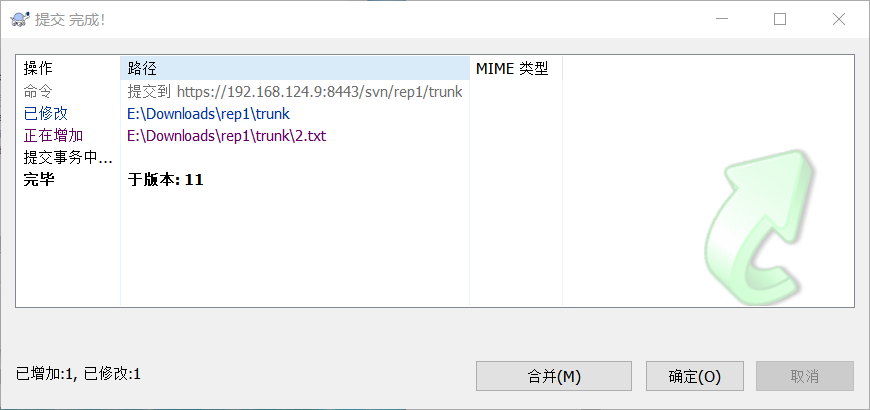 提交 完成!
操作 路径 MIME 类型
命令 提交到 https://192.168.124.9:8443/svn/rep1/trunk
已修改 E:\Downloads\rep1\trunk
正在增加 E:\Downloads\rep1\trunk\2.txt
提交事务中...
完毕 于版本: 11
已增加:1, 已修改:1 合并(M) 确定(O) 取消